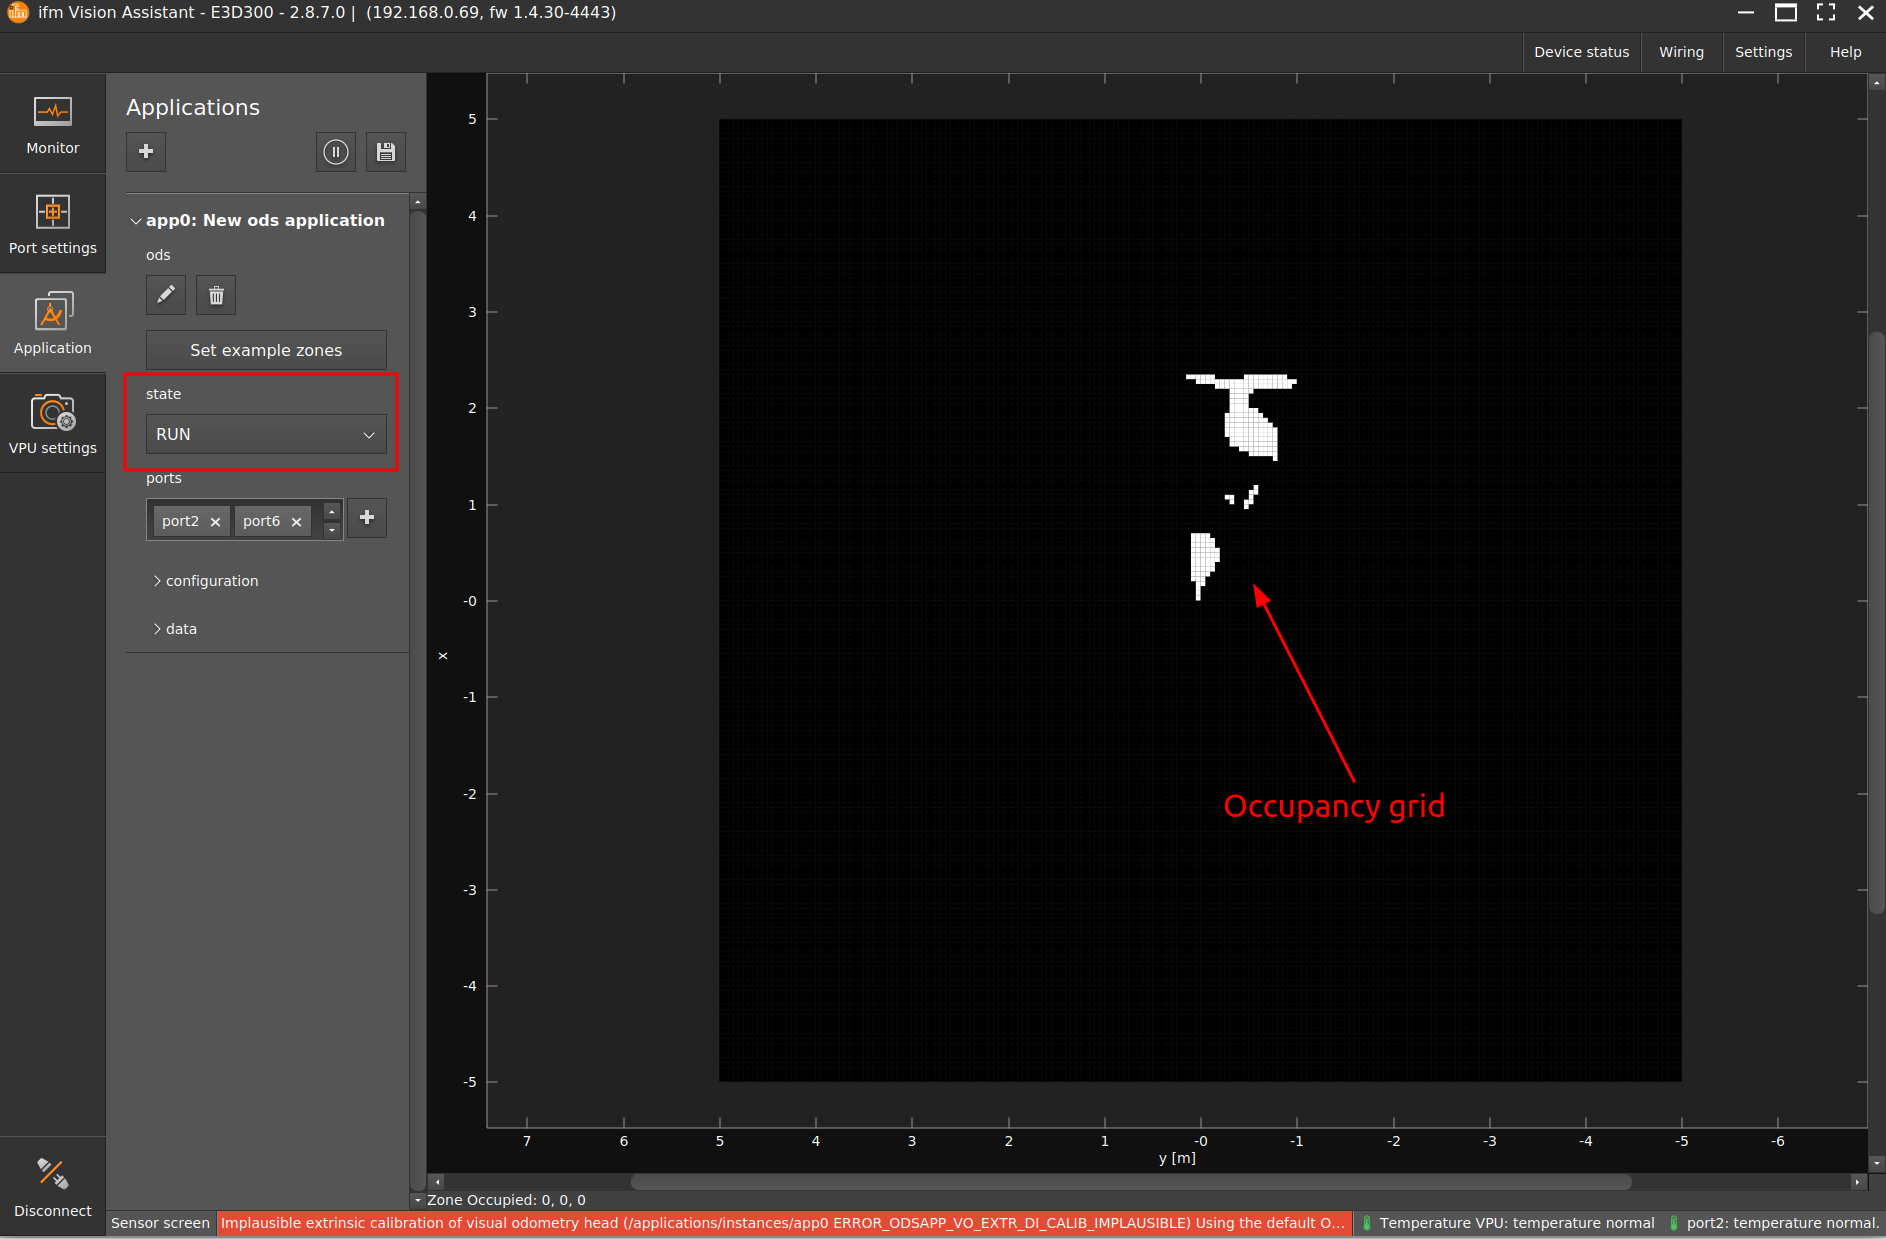 ifm Vision Assistant - E3D300 - 2.8.7.0 |  (192.168.0.69, fw 1.4.30-4443)
Device status
Wiring
Settings
Help
Monitor
Port settings
Application
VPU settings
Disconnect
Applications
app0: New ods application
ods
Set example zones
state
RUN
ports
port2
port6
configuration
data
5
4
3
2
1
-0
-1
-2
-3
-4
-5
x
Occupancy grid
7 6 5 4 3 2 1 -0 -1 -2 -3 -4 -5 -6
y [m]
Zone Occupied: 0, 0, 0
Sensor screen
Implausible extrinsic calibration of visual odometry head (/applications/instances/app0 ERROR_ODSAPP_VO_EXTR_DI_CALIB_IMPLAUSIBLE) Using the default O...
Temperature VPU: temperature normal
port2: temperature normal.